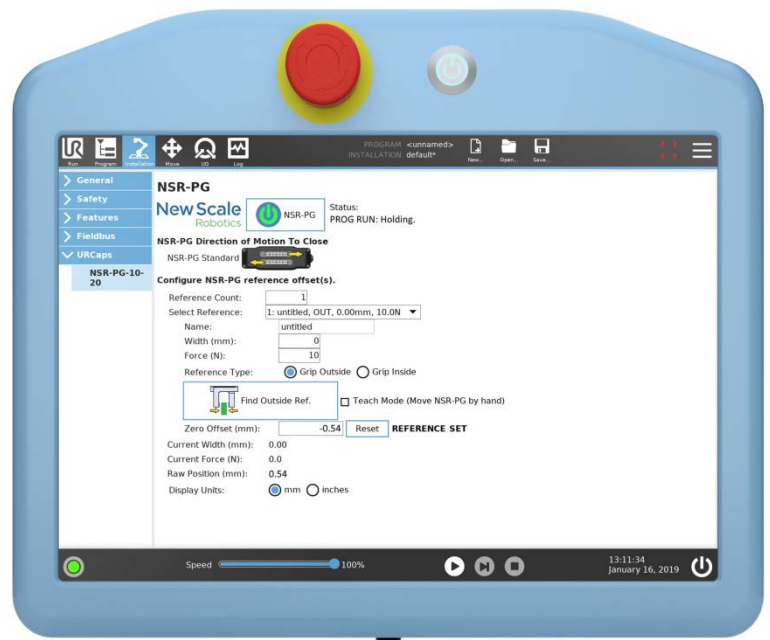 PROGRAM <unnamed>
INSTALLATION default*
Run Program Installation Move I/O Log New... Open... Save...
General
Safety
Features
Fieldbus
URCaps
NSR-PG-10-
20
NSR-PG
New Scale
Robotics
NSR-PG
Status:
PROG RUN: Holding.
NSR-PG Direction of Motion To Close
NSR-PG Standard
Configure NSR-PG reference offset(s).
Reference Count: 1
Select Reference: 1: untitled, OUT, 0.00mm, 10.0N
Name: untitled
Width (mm): 0
Force (N): 10
Reference Type: Grip Outside Grip Inside
Find Outside Ref. Teach Mode (Move NSR-PG by hand)
Zero Offset (mm): -0.54 Reset REFERENCE SET
Current Width (mm): 0.00
Current Force (N): 0.0
Raw Position (mm): 0.54
Display Units: mm inches
Speed 100%
13:11:34
January 16, 2019